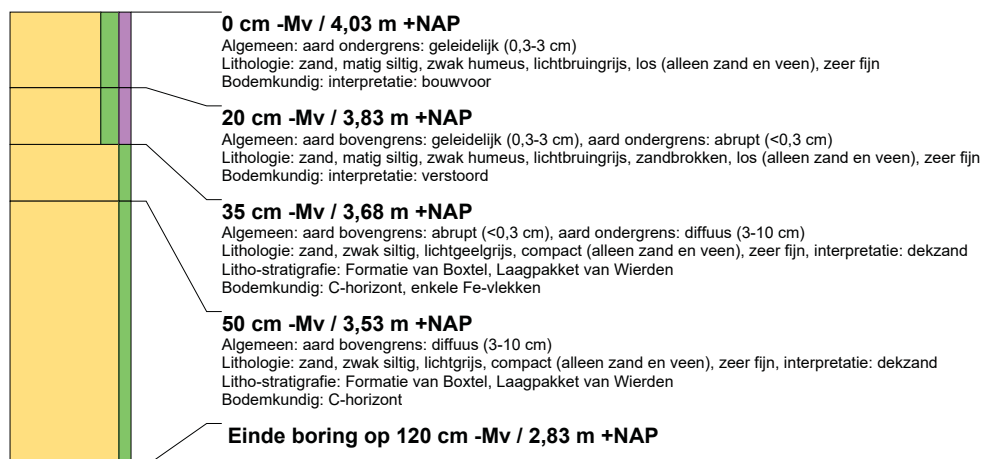 0 cm -Mv / 4,03 m +NAP
Algemeen: aard ondergrens: geleidelijk (0,3-3 cm)
Lithologie: zand, matig siltig, zwak humeus, lichtbruingrijs, los (alleen zand en veen), zeer fijn
Bodemkundig: interpretatie: bouwvoor
20 cm -Mv / 3,83 m +NAP
Algemeen: aard bovengrens: geleidelijk (0,3-3 cm), aard ondergrens: abrupt (<0,3 cm)
Lithologie: zand, matig siltig, zwak humeus, lichtbruingrijs, zandbrokken, los (alleen zand en veen), zeer fijn
Bodemkundig: interpretatie: verstoord
35 cm -Mv / 3,68 m +NAP
Algemeen: aard bovengrens: abrupt (<0,3 cm), aard ondergrens: diffuus (3-10 cm)
Lithologie: zand, zwak siltig, lichtgeelgrijs, compact (alleen zand en veen), zeer fijn, interpretatie: dekzand
Litho-stratigrafie: Formatie van Boxtel, Laagpakket van Wierden
Bodemkundig: C-horizont, enkele Fe-vlekken
50 cm -Mv / 3,53 m +NAP
Algemeen: aard bovengrens: diffuus (3-10 cm)
Lithologie: zand, zwak siltig, lichtgrijs, compact (alleen zand en veen), zeer fijn, interpretatie: dekzand
Litho-stratigrafie: Formatie van Boxtel, Laagpakket van Wierden
Bodemkundig: C-horizont
Einde boring op 120 cm -Mv / 2,83 m +NAP